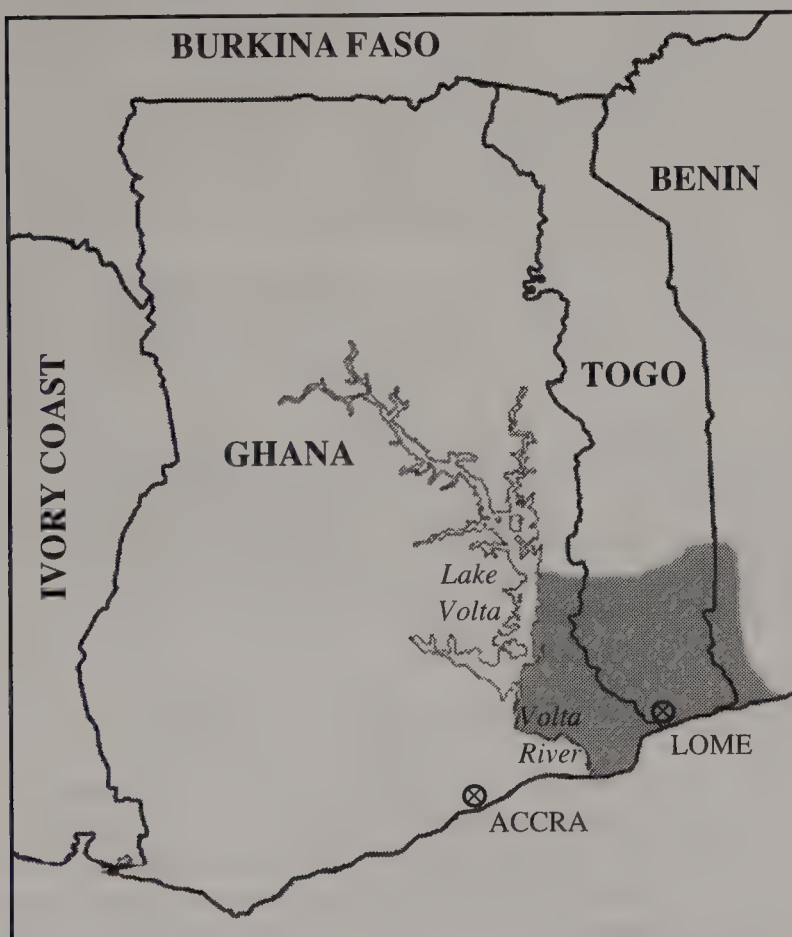 BURKINA FASO
BENIN
IVORY COAST
TOGO
GHANA
Lake
Volta
Volta
River
LOME
ACCRA